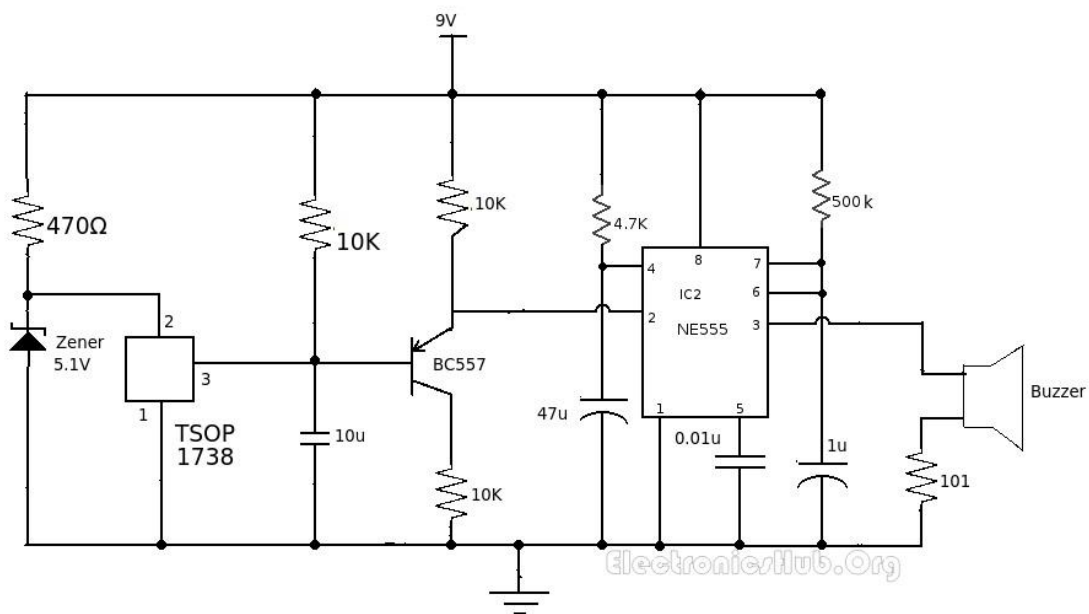 9V
470Ω
10K
10K
4.7K
500k
8
4
7
6
IC2
2
NE555
3
Zener
5.1V
2
3
1
TSOP
1738
BC557
Buzzer
47u
1
5
10u
0.01u
1u
10K
101
ElectronicsHub.Org